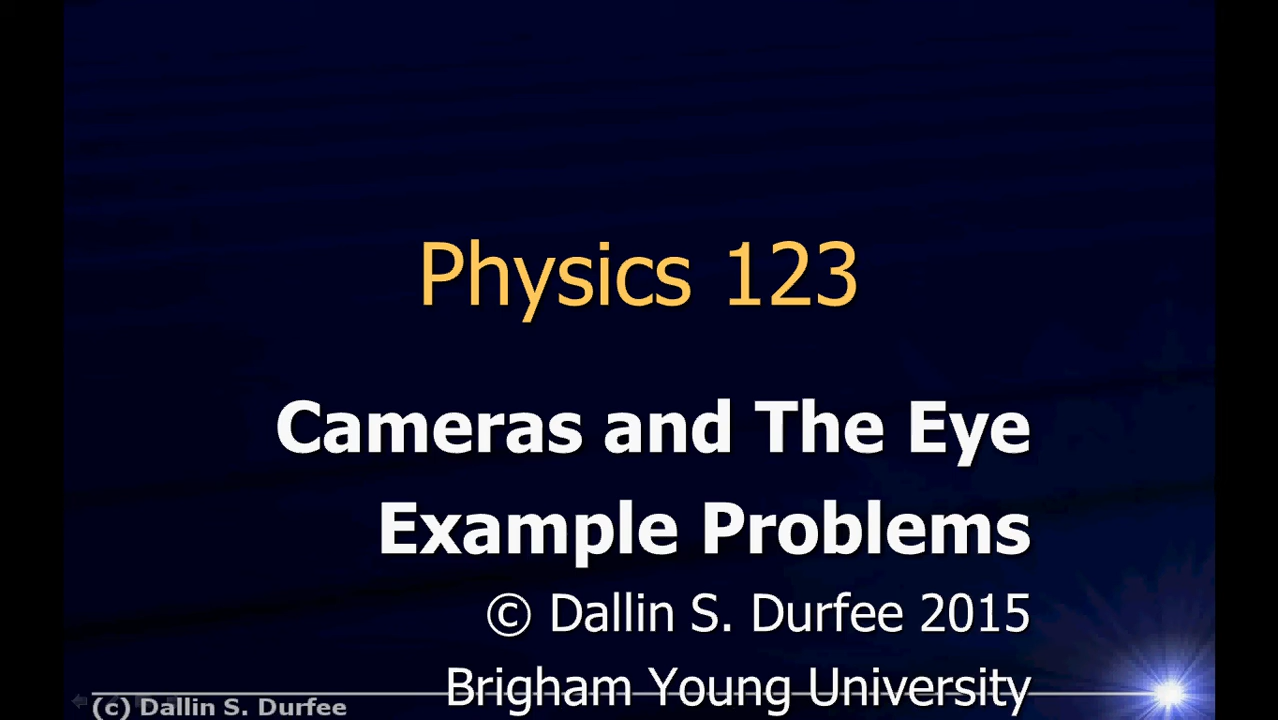 Physics 123
Cameras and The Eye
Example Problems
© Dallin S. Durfee 2015
Brigham Young University
(c) Dallin S. Durfee